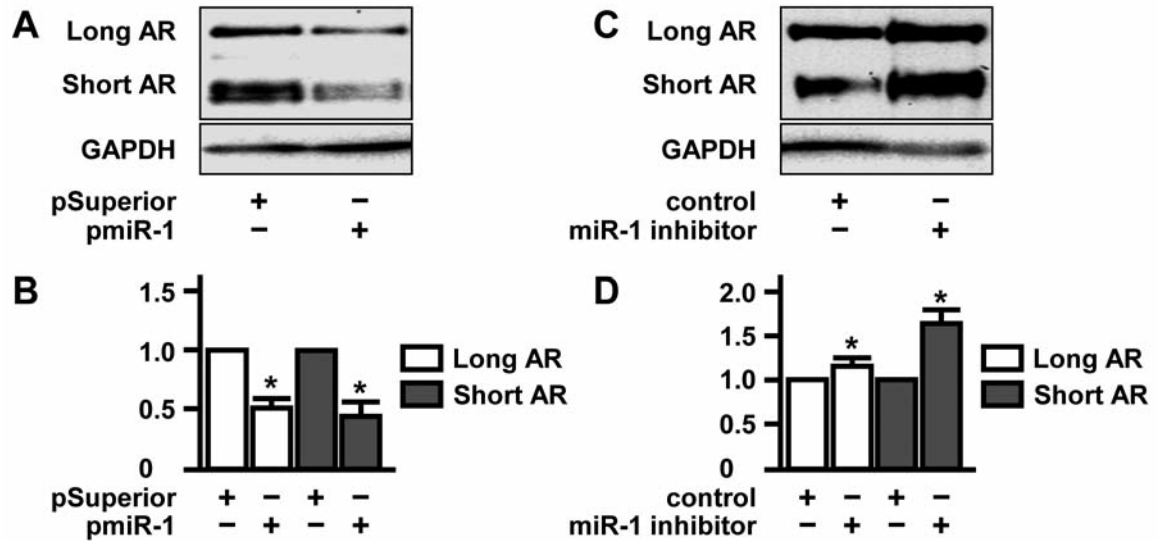 A
Long AR
Short AR
GAPDH
pSuperior + −
pmiR-1 − +
B
1.5
1.0
0.5
0
* *
Long AR
Short AR
pSuperior + − + −
pmiR-1 − + − +
C
Long AR
Short AR
GAPDH
control + −
miR-1 inhibitor − +
D
2.0
1.5
1.0
0.5
0
* *
Long AR
Short AR
control + − + −
miR-1 inhibitor − + − +